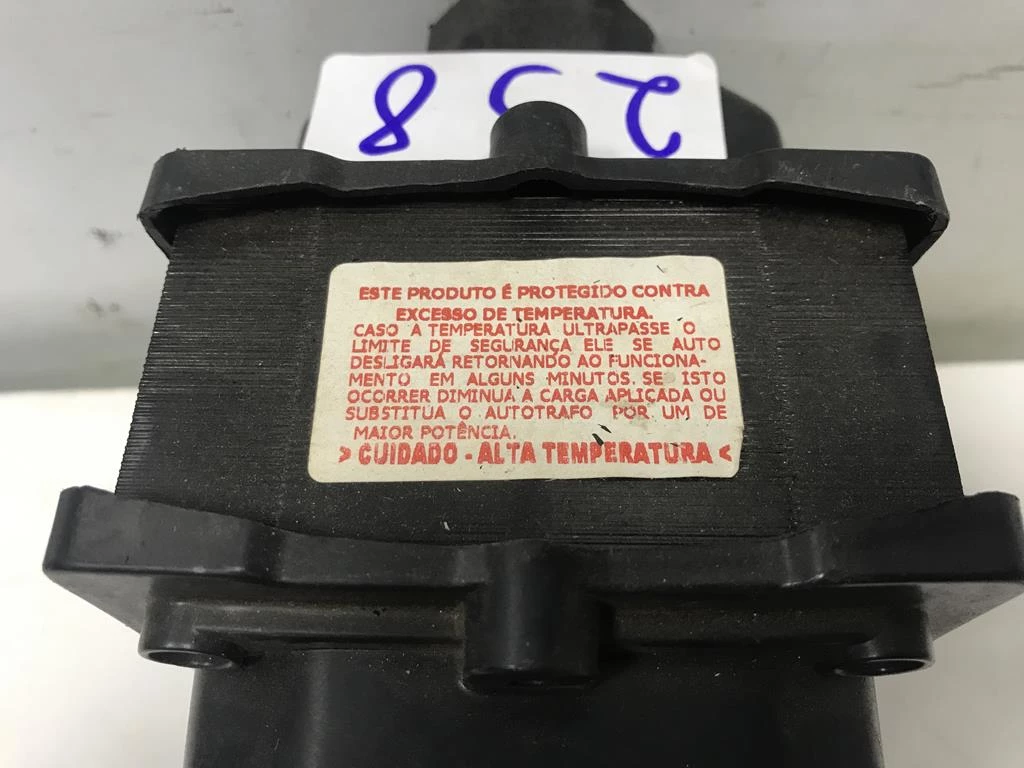 ESTE PRODUTO É PROTEGIDO CONTRA
EXCESSO DE TEMPERATURA.
CASO A TEMPERATURA ULTRAPASSE O
LIMITE DE SEGURANÇA ELE SE AUTO
DESLIGARÁ RETORNANDO AO FUNCIONA-
MENTO EM ALGUNS MINUTOS. SE ISTO
OCORRER DIMINUA A CARGA APLICADA OU
SUBSTITUA O AUTOTRAFO POR UM DE
MAIOR POTÊNCIA.
> CUIDADO - ALTA TEMPERATURA <